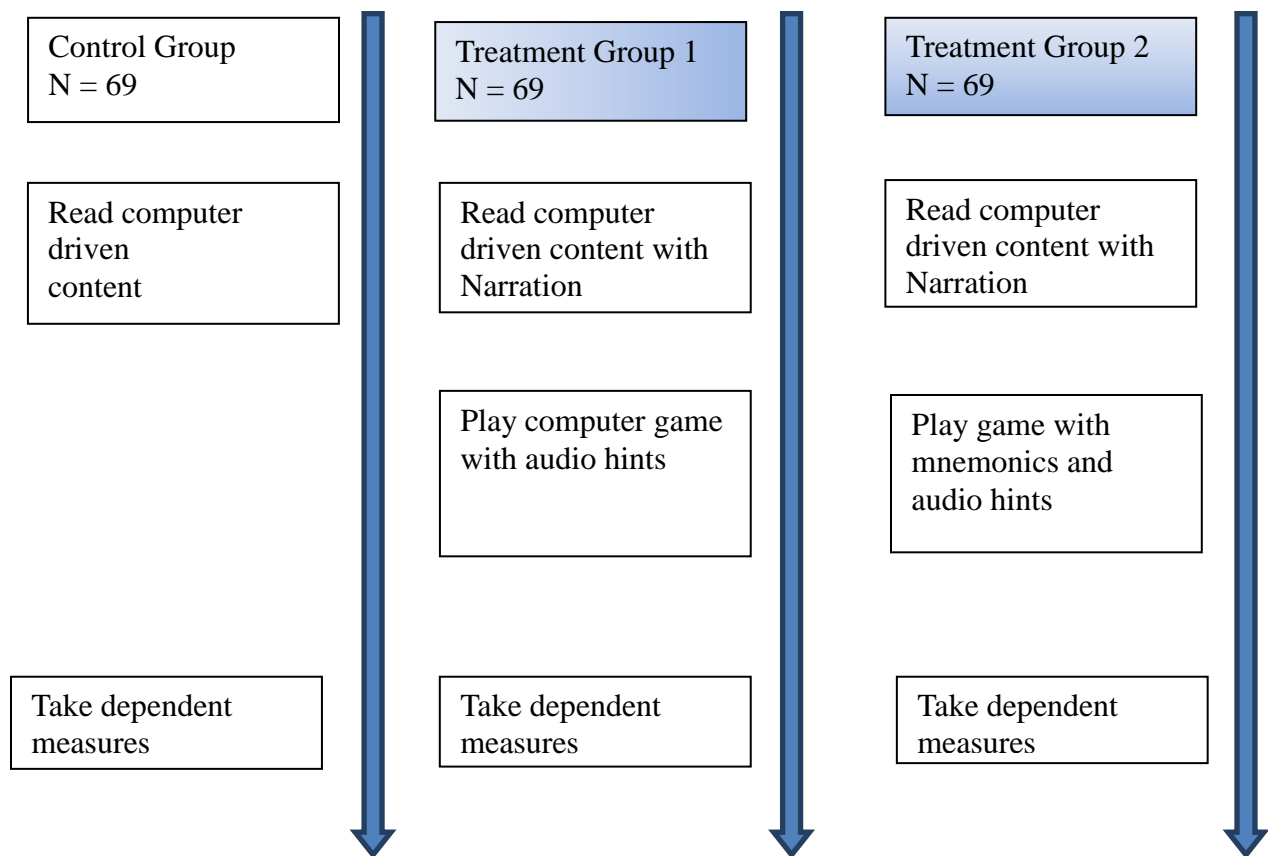 Control Group
N = 69
Treatment Group 1
N = 69
Treatment Group 2
N = 69
Read computer
driven
content
Read computer
driven content with
Narration
Read computer
driven content with
Narration
Play computer game
with audio hints
Play game with
mnemonics and
audio hints
Take dependent
measures
Take dependent
measures
Take dependent
measures